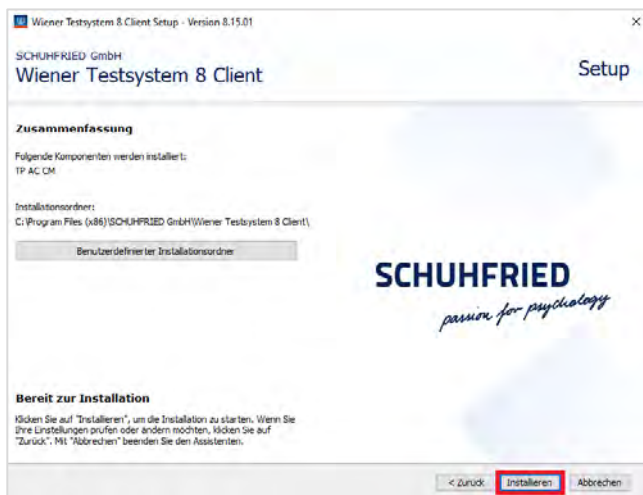 Wiener Testsystem 8 Client Setup - Version 8.15.01
SCHUHFRIED GmbH
Wiener Testsystem 8 Client
Setup
Zusammenfassung
Folgende Komponenten werden installiert:
TP AC CM
Installationsordner:
C:\Program Files (x86)\SCHUHFRIED GmbH\Wiener Testsystem 8 Client\
Benutzerdefinierter Installationsordner
SCHUHFRIED
passion for psychology
Bereit zur Installation
Klicken Sie auf "Installieren", um die Installation zu starten. Wenn Sie
Ihre Einstellungen prüfen oder ändern möchten, klicken Sie auf
"Zurück". Mit "Abbrechen" beenden Sie den Assistenten.
< Zurück Installieren Abbrechen